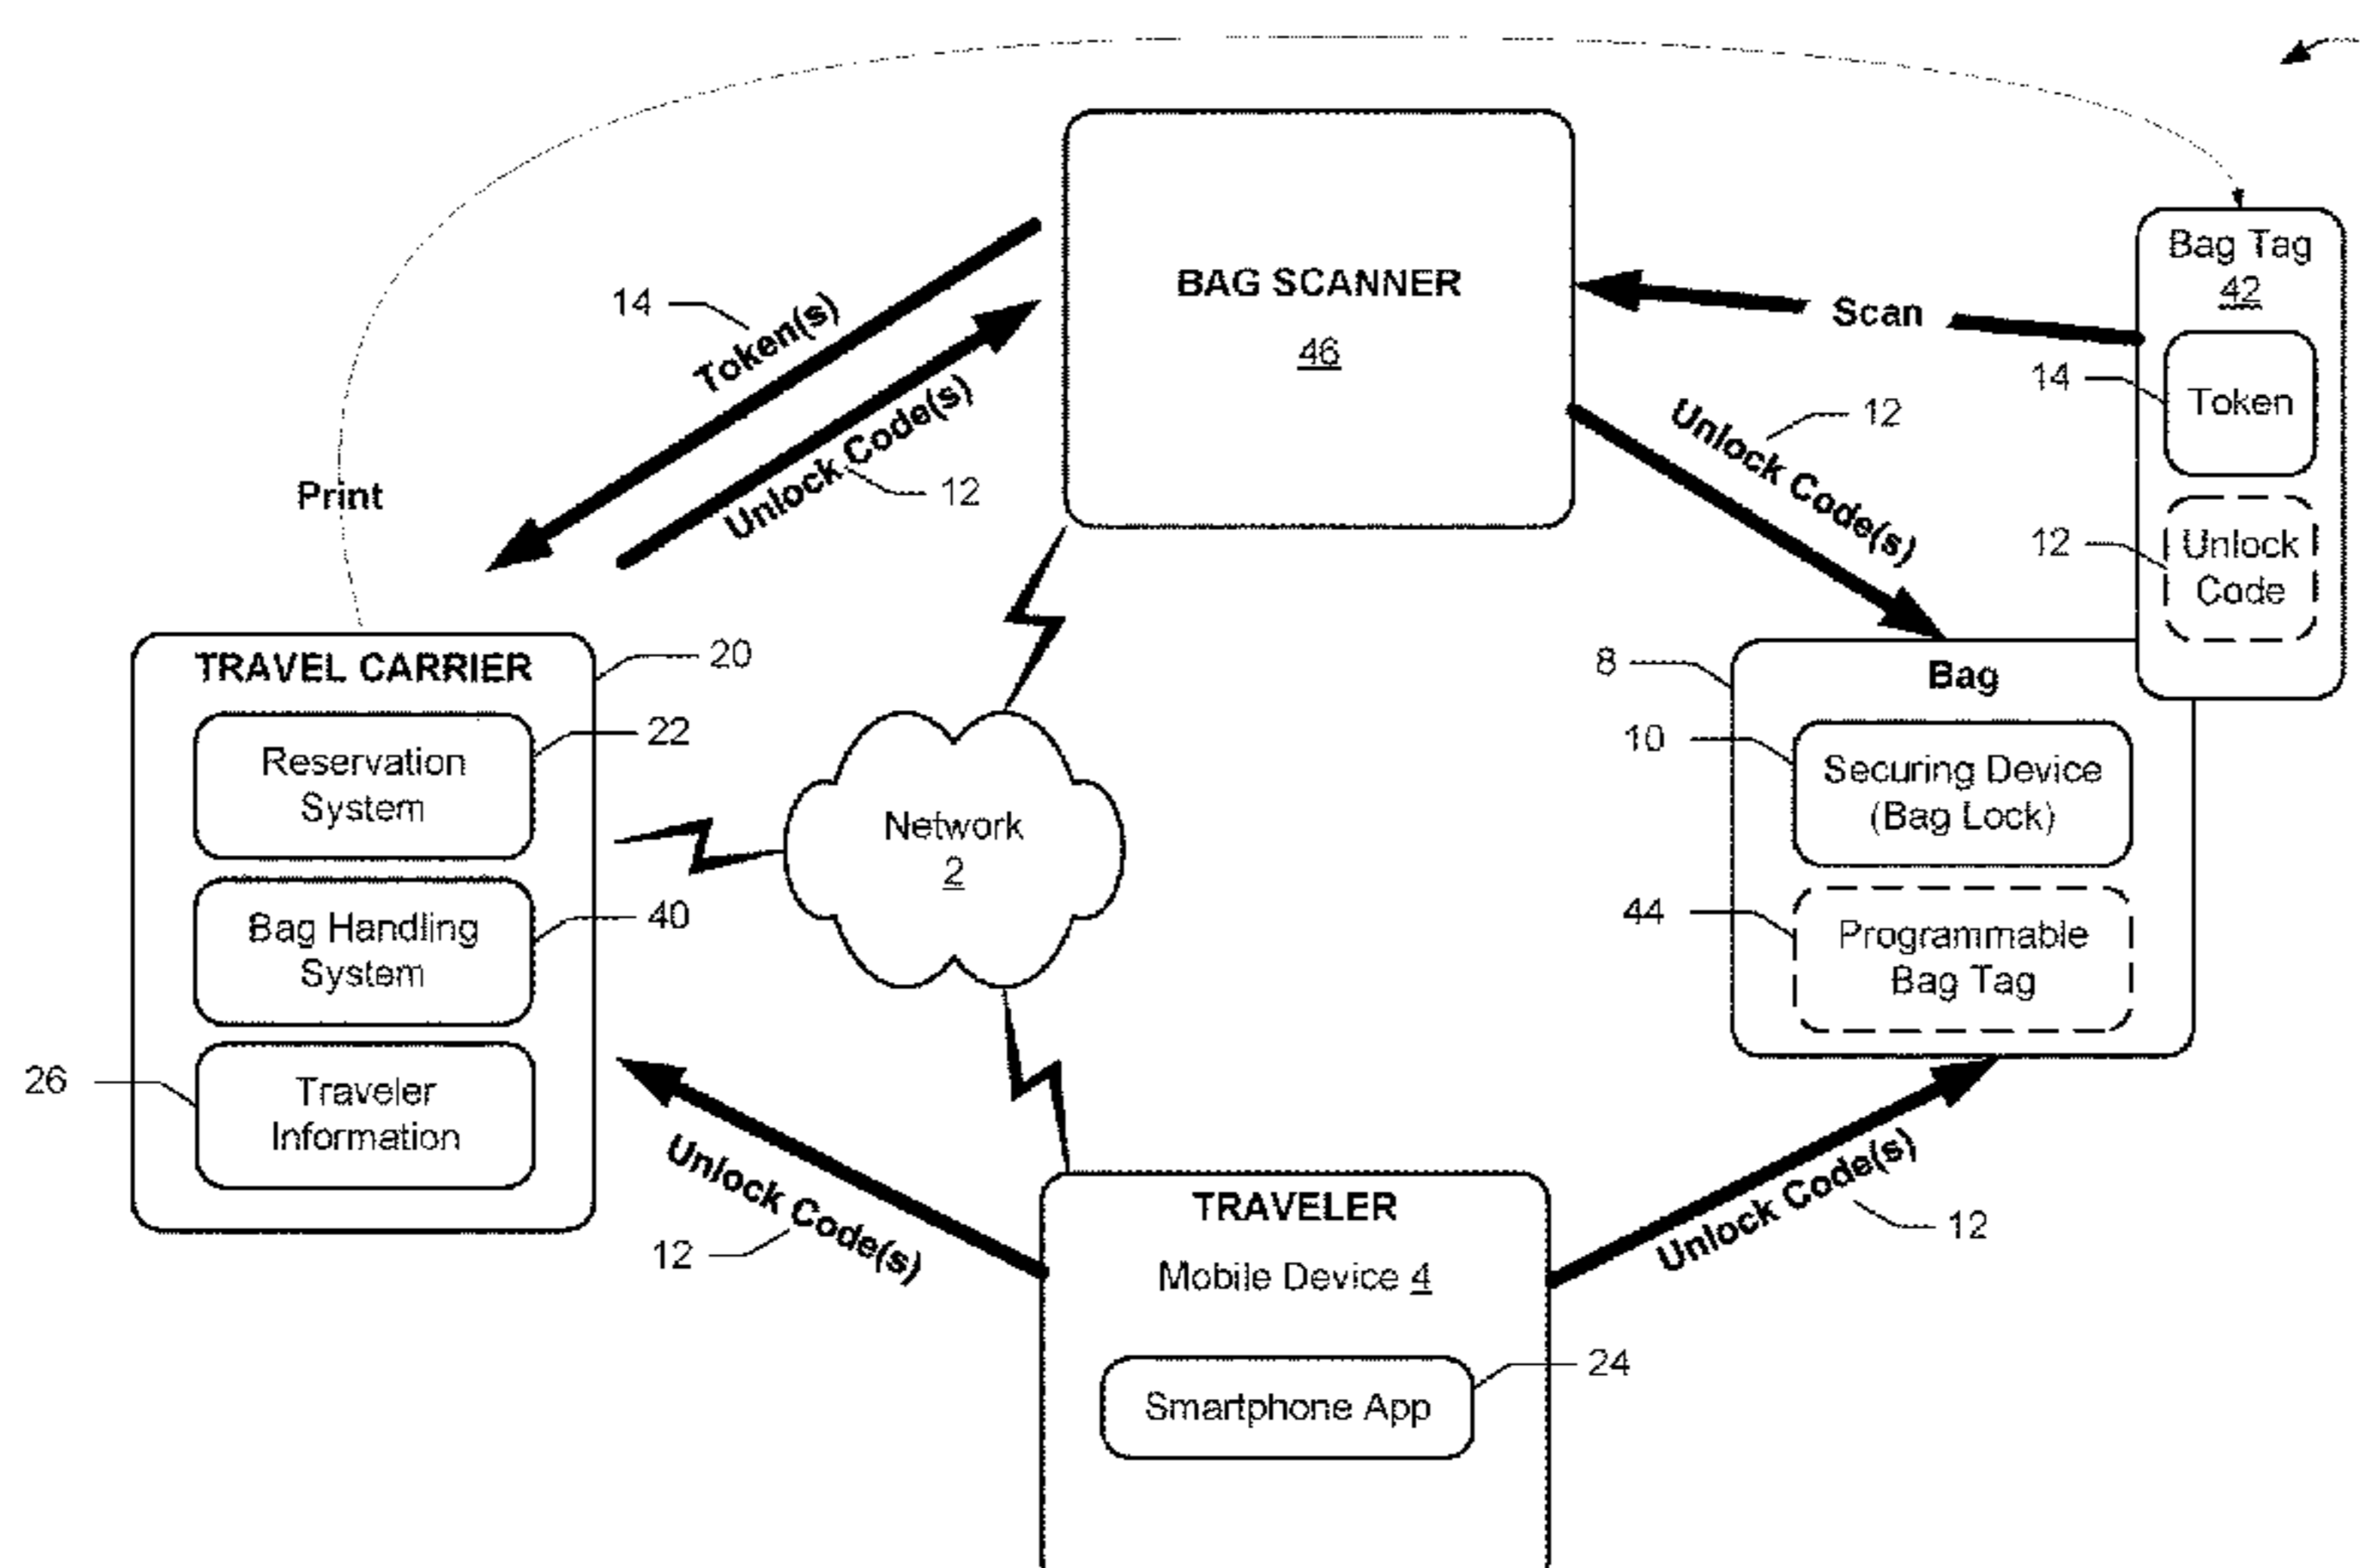 BAG SCANNER
46
Bag Tag
42
14
Token
12
Unlock
Code
Scan
14
Token(s)
Unlock Code(s)
12
Unlock Code(s)
12
Print
TRAVEL CARRIER
20
Reservation
System
22
Bag Handling
System
40
26
Traveler
Information
Network
2
8
Bag
10
Securing Device
(Bag Lock)
44
Programmable
Bag Tag
Unlock Code(s)
12
Unlock Code(s)
12
TRAVELER
Mobile Device 4
Smartphone App
24